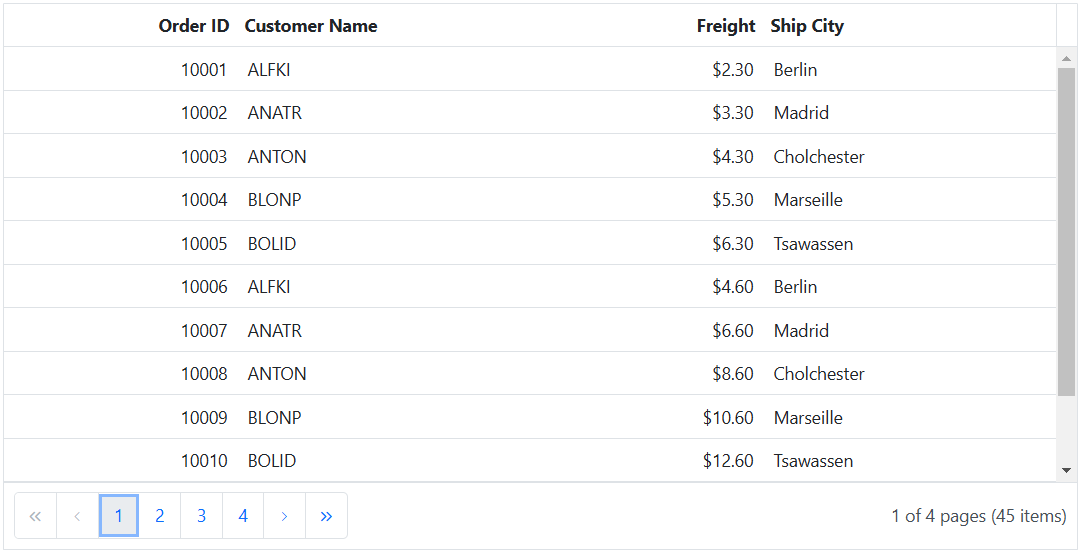 Order ID Customer Name Freight Ship City
10001 ALFKI $2.30 Berlin
10002 ANATR $3.30 Madrid
10003 ANTON $4.30 Cholchester
10004 BLONP $5.30 Marseille
10005 BOLID $6.30 Tsawassen
10006 ALFKI $4.60 Berlin
10007 ANATR $6.60 Madrid
10008 ANTON $8.60 Cholchester
10009 BLONP $10.60 Marseille
10010 BOLID $12.60 Tsawassen
« ‹ 1 2 3 4 › » 1 of 4 pages (45 items)